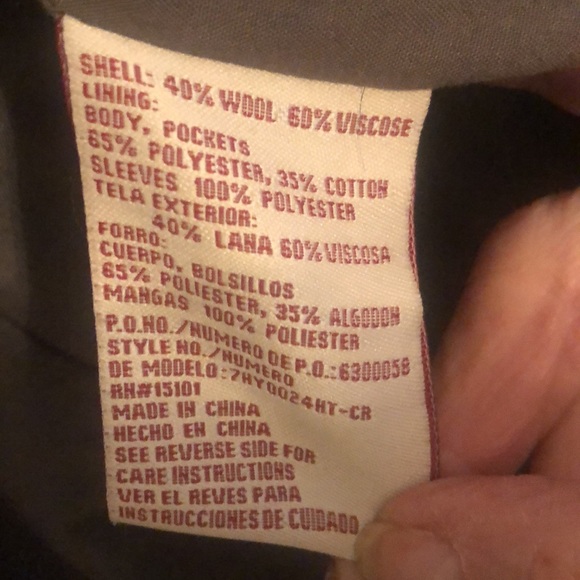 SHELL: 40% WOOL 60% VISCOSE
LINING:
BODY, POCKETS
65% POLYESTER, 35% COTTON
SLEEVES 100% POLYESTER
TELA EXTERIOR:
40% LANA 60% VISCOSA
FORRO:
CUERPO, BOLSILLOS
65% POLIESTER, 35% ALGODON
MANGAS 100% POLIESTER
P.O.NO./NUMERO DE P.O.:6300058
STYLE NO./NUMERO
DE MODELO:7HY0024HT-CR
RN#15101
MADE IN CHINA
HECHO EN CHINA
SEE REVERSE SIDE FOR
CARE INSTRUCTIONS
VER EL REVES PARA
INSTRUCCIONES DE CUIDADO